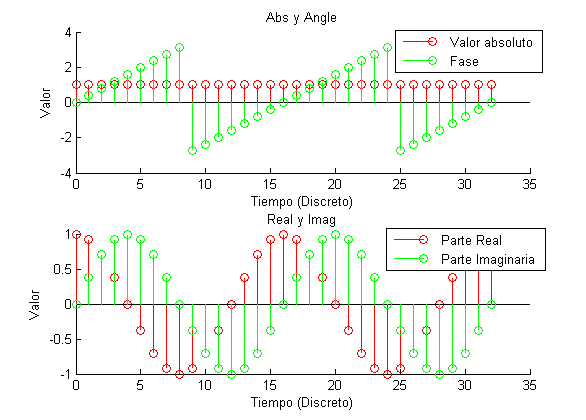 Abs y Angle
Valor absoluto
Fase
Valor
4
2
0
-2
-4
0 5 10 15 20 25 30 35
Tiempo (Discreto)
Real y Imag
Parte Real
Parte Imaginaria
Valor
1
0.5
0
-0.5
-1
0 5 10 15 20 25 30 35
Tiempo (Discreto)